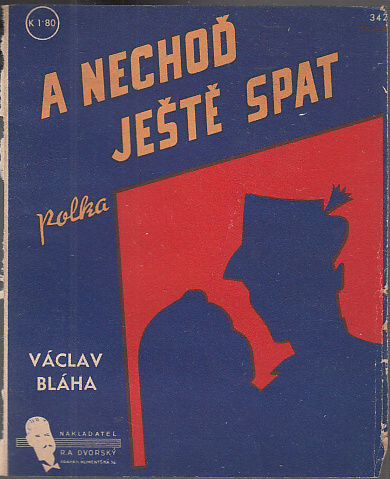 K 1·80
342
A NECHOĎ
JEŠTĚ SPAT
polka
VÁCLAV
BLÁHA
NAKLADATEL
R.A. DVORSKÝ